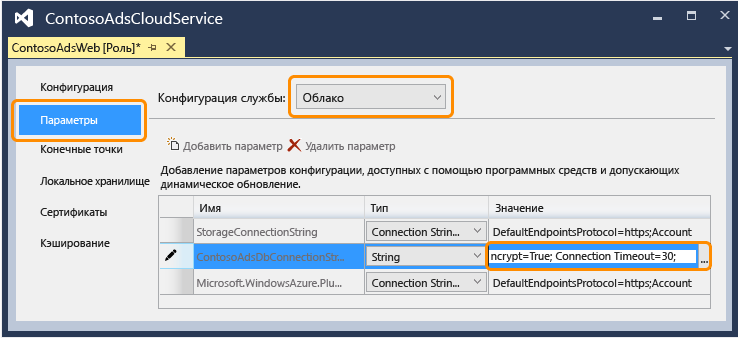 ContosoAdsCloudService
ContosoAdsWeb [Роль]*
Конфигурация
Параметры
Конечные точки
Локальное хранилище
Сертификаты
Кэширование
Конфигурация службы: Облако
Добавить параметр Удалить параметр
Добавление параметров конфигурации, доступных с помощью программных средств и допускающих
динамическое обновление.
Имя Тип Значение
StorageConnectionString Connection Strin... DefaultEndpointsProtocol=https;Account
ContosoAdsDbConnectionStr... String ncrypt=True; Connection Timeout=30; ...
Microsoft.WindowsAzure.Plu... Connection Strin... DefaultEndpointsProtocol=https;Account